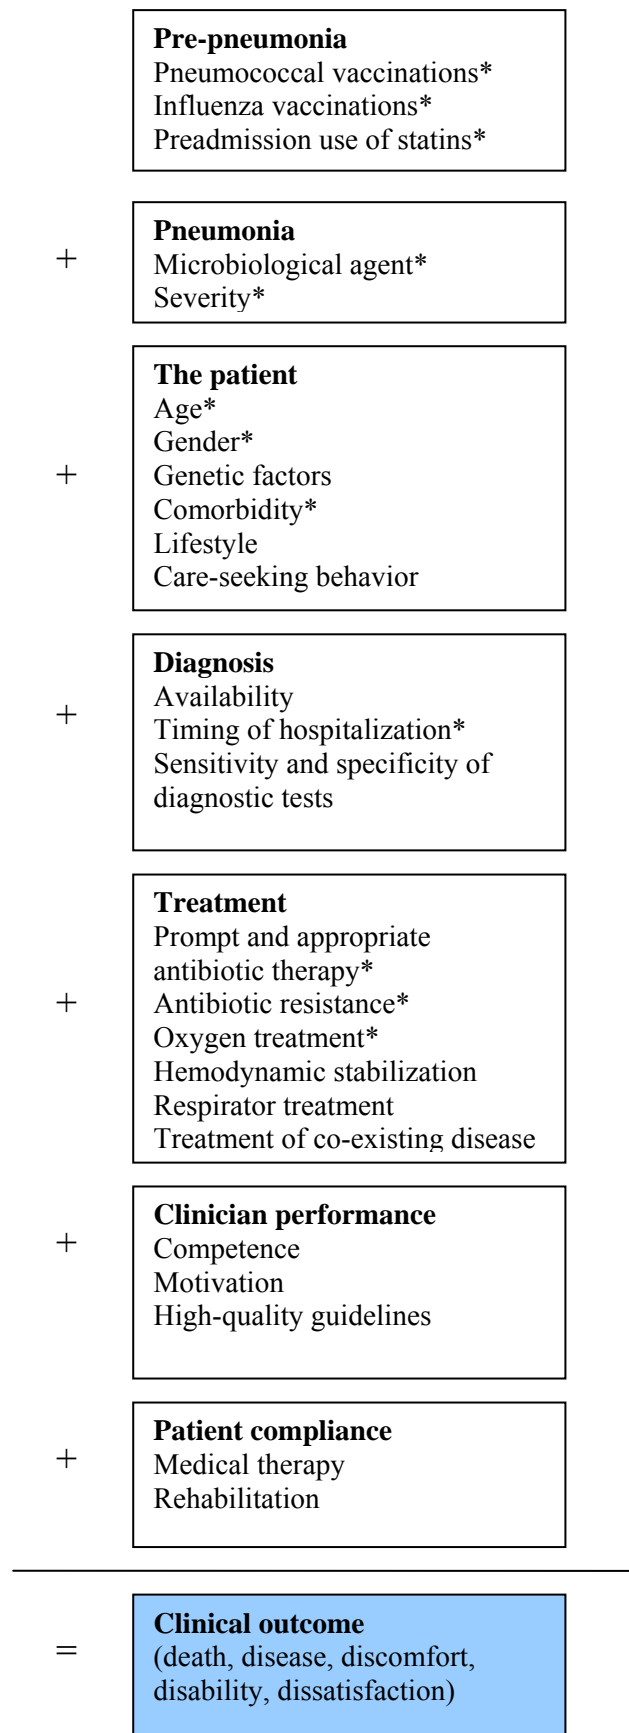 Pre-pneumonia
Pneumococcal vaccinations*
Influenza vaccinations*
Preadmission use of statins*
+
Pneumonia
Microbiological agent*
Severity*
+
The patient
Age*
Gender*
Genetic factors
Comorbidity*
Lifestyle
Care-seeking behavior
+
Diagnosis
Availability
Timing of hospitalization*
Sensitivity and specificity of
diagnostic tests
+
Treatment
Prompt and appropriate
antibiotic therapy*
Antibiotic resistance*
Oxygen treatment*
Hemodynamic stabilization
Respirator treatment
Treatment of co-existing disease
+
Clinician performance
Competence
Motivation
High-quality guidelines
+
Patient compliance
Medical therapy
Rehabilitation
=
Clinical outcome
(death, disease, discomfort,
disability, dissatisfaction)